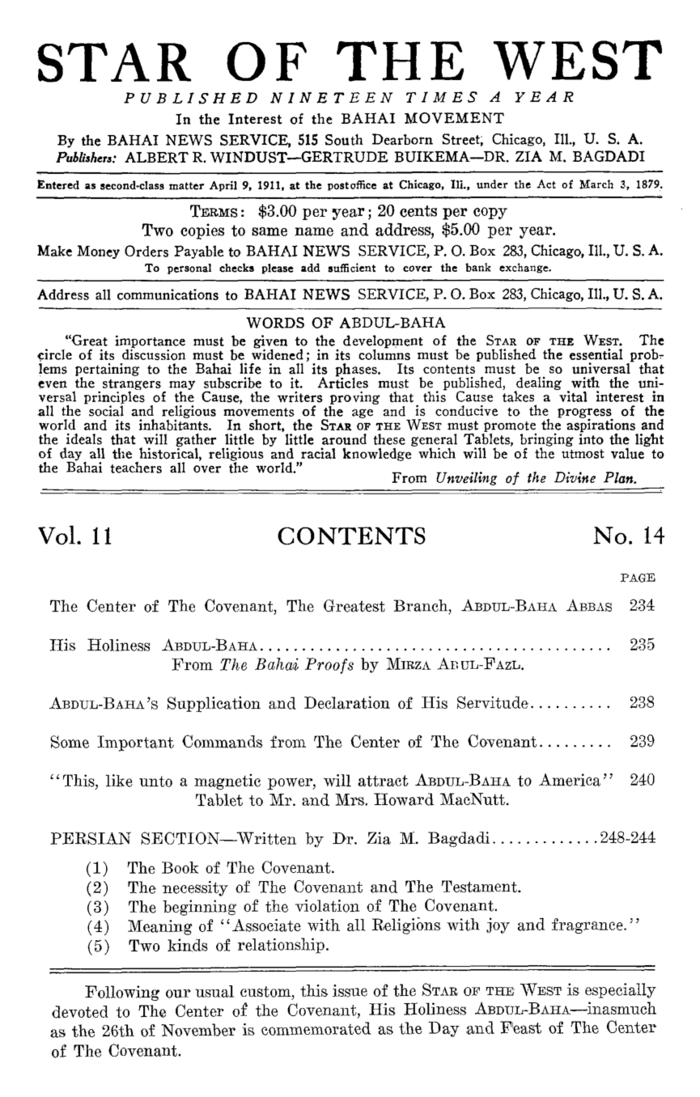 STAR OF THE WEST
PUBLISHED NINETEEN TIMES A YEAR
In the Interest of the BAHAI MOVEMENT
By the BAHAI NEWS SERVICE, 515 South Dearborn Street, Chicago, Ill., U. S. A.
Publishers: ALBERT R. WINDUST—GERTRUDE BUIKEMA—DR. ZIA M. BAGDADI
Entered as second-class matter April 9, 1911, at the postoffice at Chicago, Ill., under the Act of March 3, 1879.
TERMS: $3.00 per year; 20 cents per copy
Two copies to same name and address, $5.00 per year.
Make Money Orders Payable to BAHAI NEWS SERVICE, P. O. Box 283, Chicago, Ill., U. S. A.
To personal checks please add sufficient to cover the bank exchange.
Address all communications to BAHAI NEWS SERVICE, P. O. Box 283, Chicago, Ill., U. S. A.
WORDS OF ABDUL-BAHA
"Great importance must be given to the development of the STAR OF THE WEST. The
circle of its discussion must be widened; in its columns must be published the essential prob-
lems pertaining to the Bahai life in all its phases. Its contents must be so universal that
even the strangers may subscribe to it. Articles must be published, dealing with the uni-
versal principles of the Cause, the writers proving that this Cause takes a vital interest in
all the social and religious movements of the age and is conducive to the progress of the
world and its inhabitants. In short, the STAR OF THE WEST must promote the aspirations and
the ideals that will gather little by little around these general Tablets, bringing into the light
of day all the historical, religious and racial knowledge which will be of the utmost value to
the Bahai teachers all over the world."
From Unveiling of the Divine Plan.
Vol. 11 CONTENTS No. 14
PAGE
The Center of The Covenant, The Greatest Branch, ABDUL-BAHA ABBAS 234
His Holiness ABDUL-BAHA.......................................... 235
From The Bahai Proofs by MIRZA ABUL-FAZL.
ABDUL-BAHA's Supplication and Declaration of His Servitude.......... 238
Some Important Commands from The Center of The Covenant......... 239
"This, like unto a magnetic power, will attract ABDUL-BAHA to America" 240
Tablet to Mr. and Mrs. Howard MacNutt.
PERSIAN SECTION—Written by Dr. Zia M. Bagdadi.............248-244
(1) The Book of The Covenant.
(2) The necessity of The Covenant and The Testament.
(3) The beginning of the violation of The Covenant.
(4) Meaning of "Associate with all Religions with joy and fragrance."
(5) Two kinds of relationship.
Following our usual custom, this issue of the STAR OF THE WEST is especially
devoted to The Center of the Covenant, His Holiness ABDUL-BAHA—inasmuch
as the 26th of November is commemorated as the Day and Feast of The Center
of The Covenant.